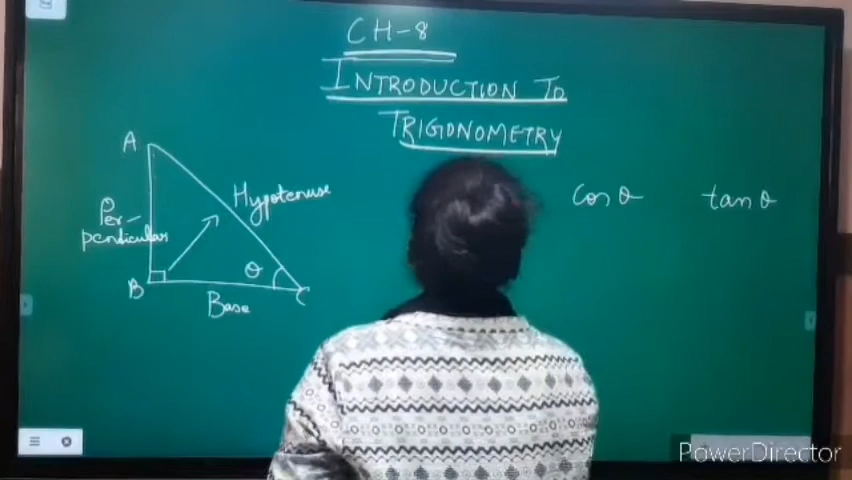 CH-8
INTRODUCTION TO
TRIGONOMETRY
A
Hypotenuse
cos θ
tan θ
Per-
pendicular
θ
B
C
Base
PowerDirector